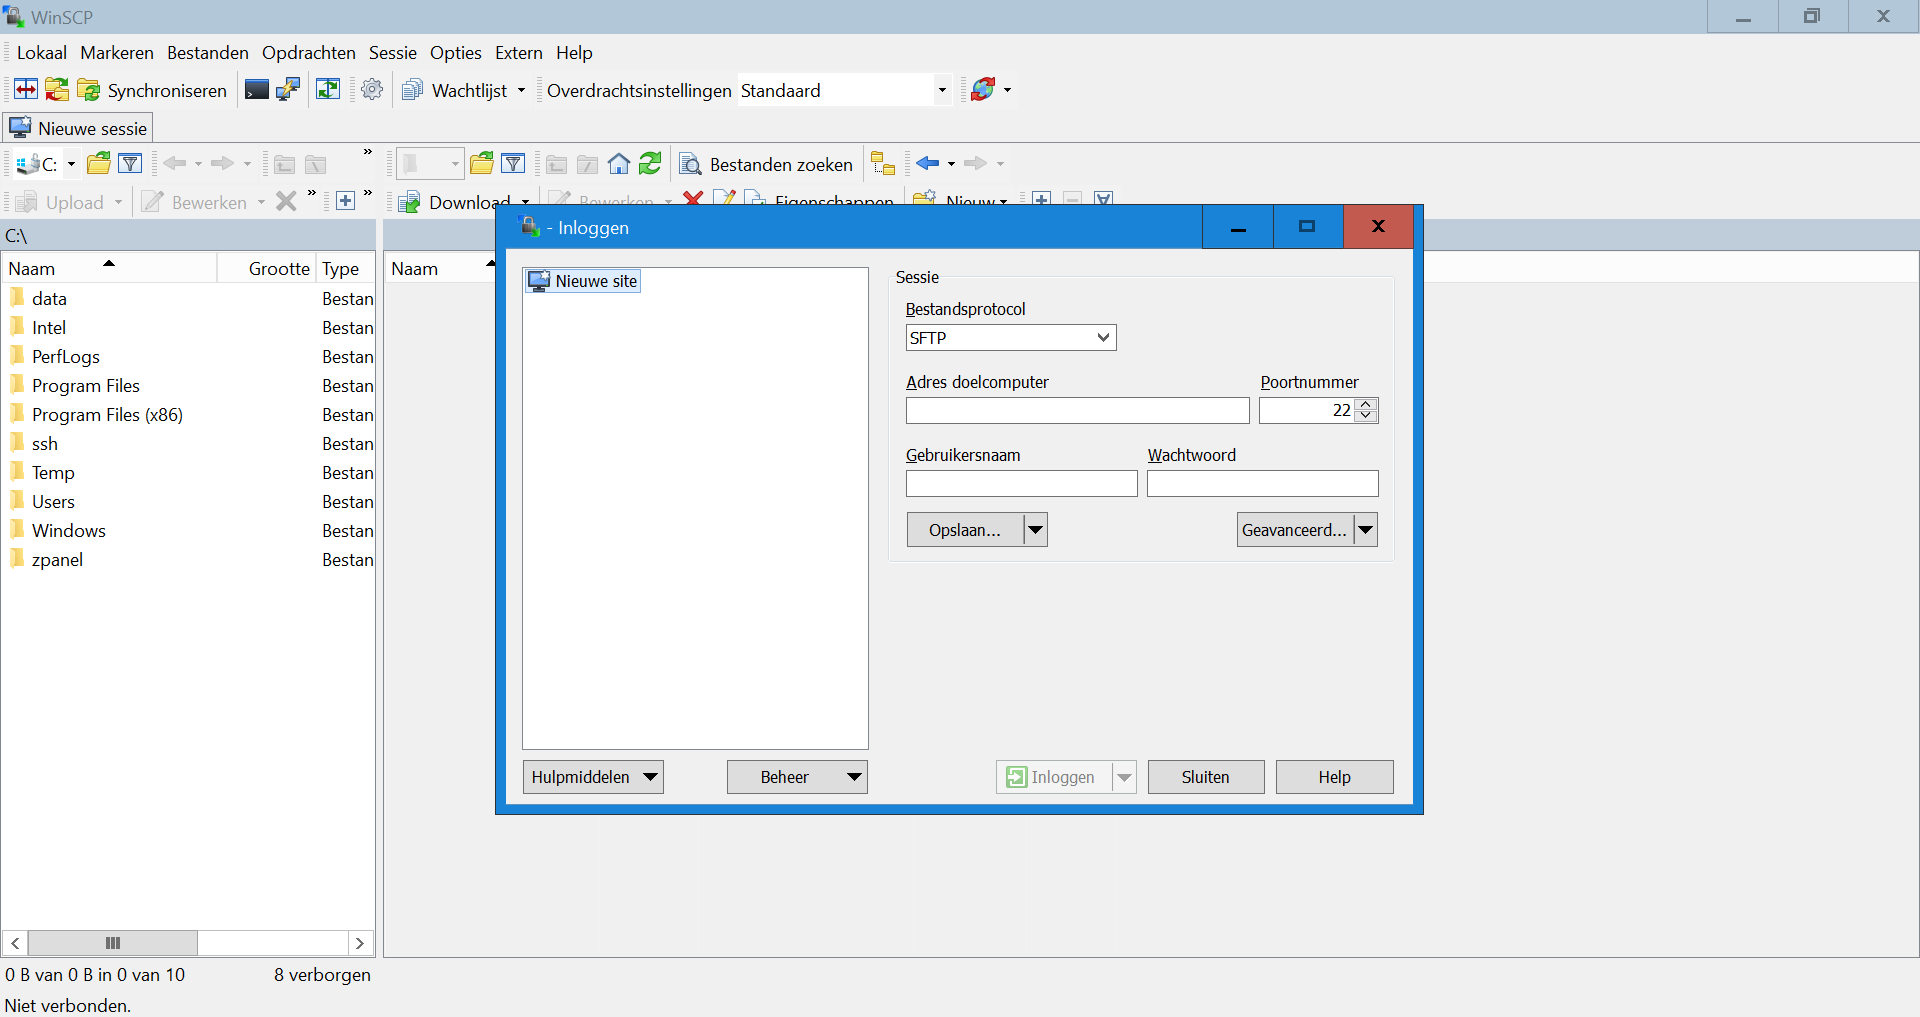 WinSCP
Lokaal Markeren Bestanden Opdrachten Sessie Opties Extern Help
Synchroniseren Wachtlijst Overdrachtsinstellingen Standaard
Nieuwe sessie
C: » Bestanden zoeken
Upload Bewerken » » Download Bewerken Eigenschappen Nieuw
C:\
Naam Grootte Type Naam
data Bestan
Intel Bestan
PerfLogs Bestan
Program Files Bestan
Program Files (x86) Bestan
ssh Bestan
Temp Bestan
Users Bestan
Windows Bestan
zpanel Bestan
0 B van 0 B in 0 van 10 8 verborgen
Niet verbonden.
- Inloggen
Nieuwe site
Sessie
Bestandsprotocol
SFTP
Adres doelcomputer Poortnummer
22
Gebruikersnaam Wachtwoord
Opslaan... Geavanceerd...
Hulpmiddelen Beheer Inloggen Sluiten Help